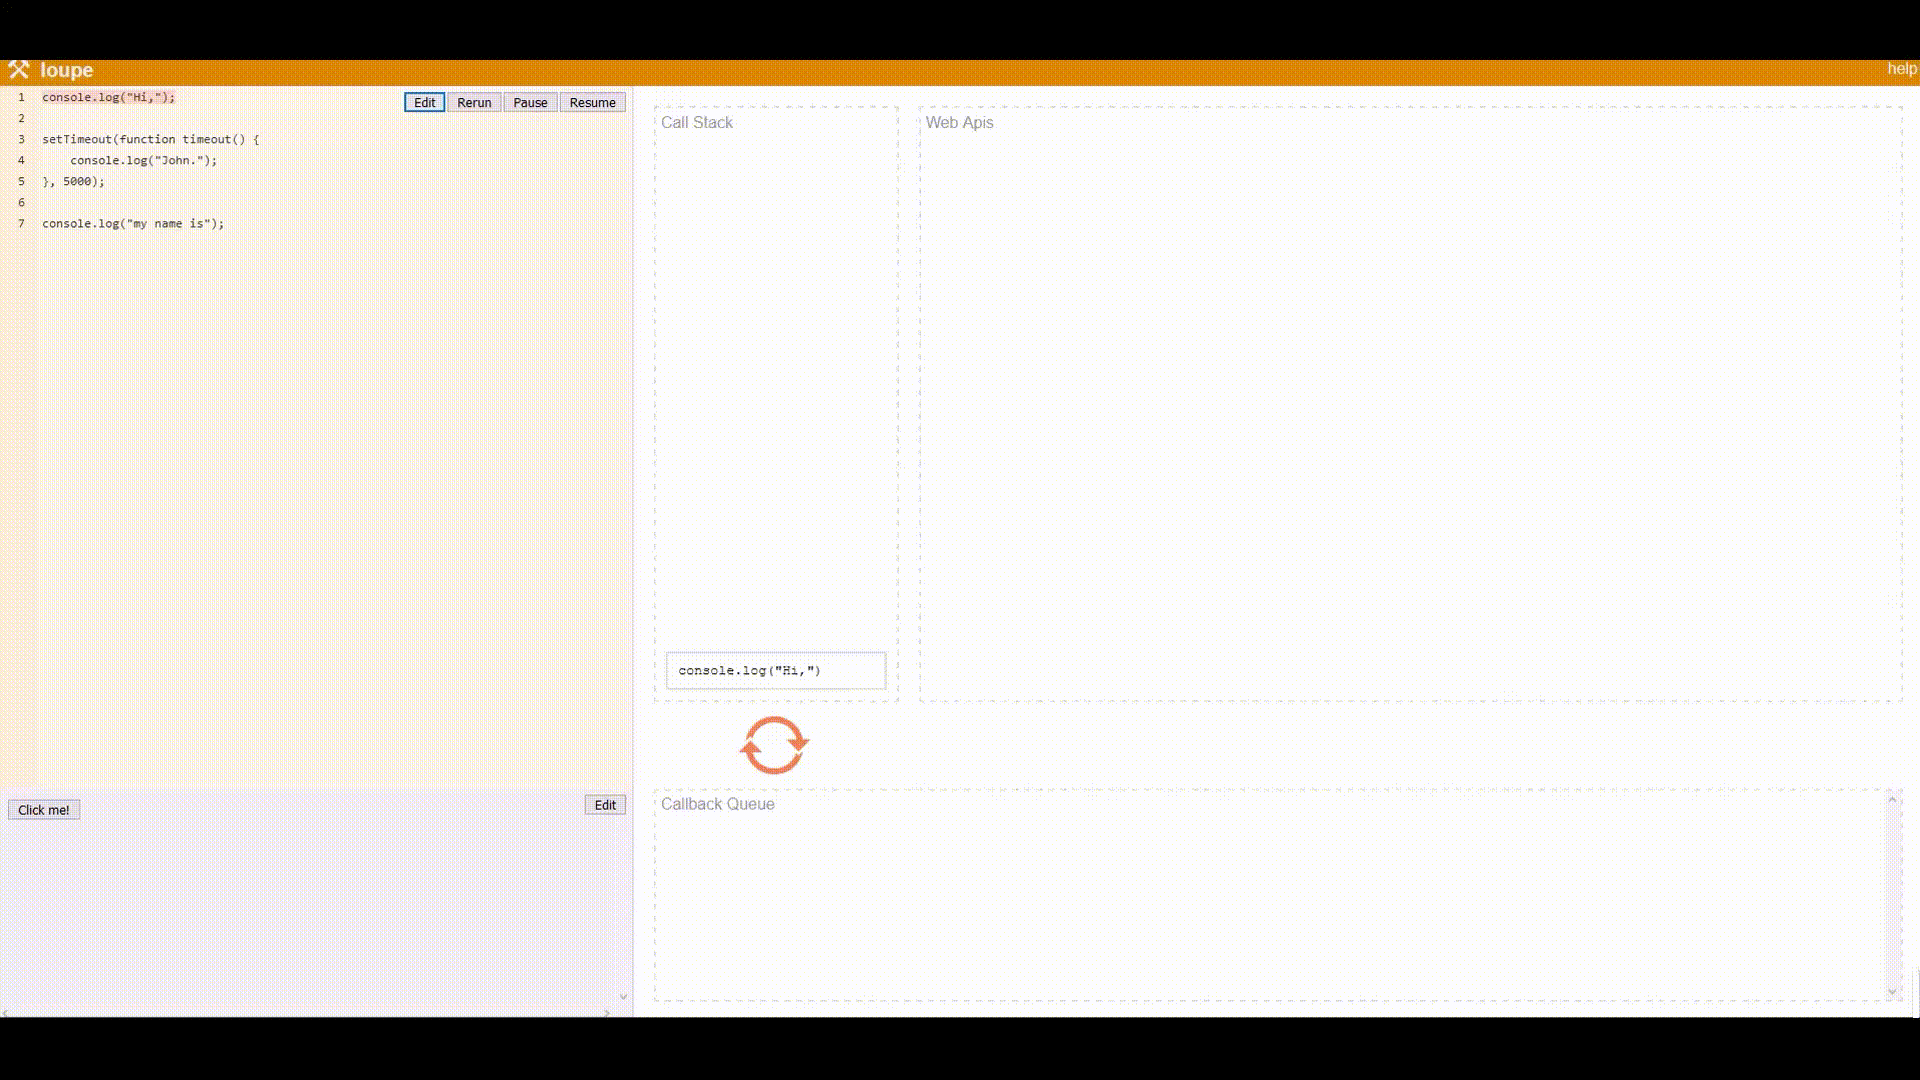 loupe
help
1 console.log("Hi,");
2
3 setTimeout(function timeout() {
4     console.log("John.");
5 }, 5000);
6
7 console.log("my name is");
Edit Rerun Pause Resume
Call Stack
Web Apis
console.log("Hi,")
Click me!
Edit
Callback Queue